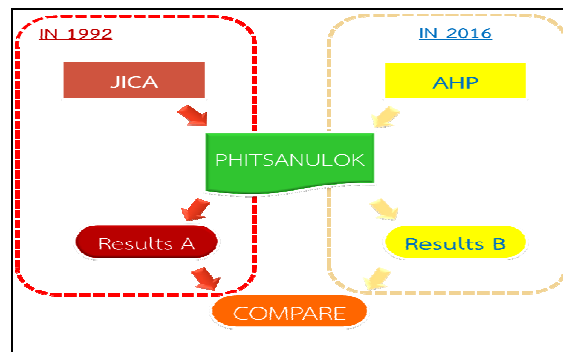 IN 1992
IN 2016
JICA
AHP
PHITSANULOK
Results A
Results B
COMPARE